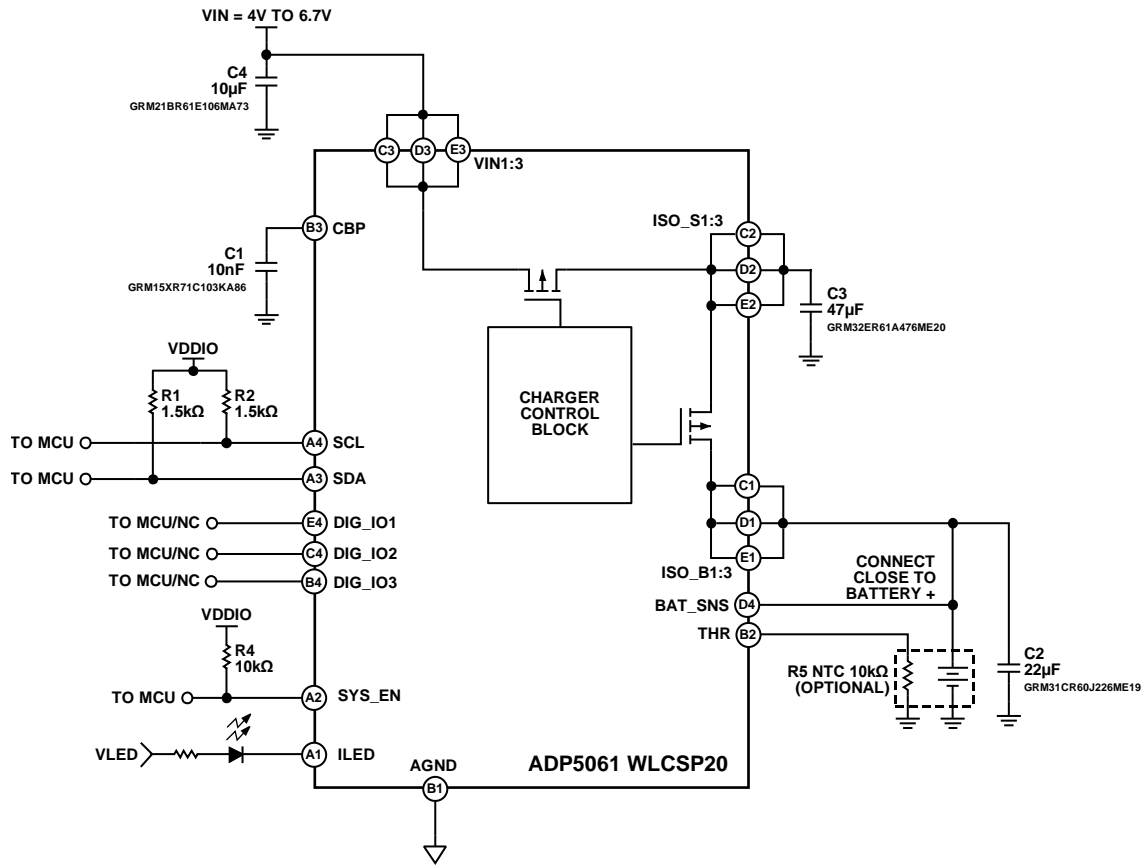 VIN = 4V TO 6.7V
C4
10µF
GRM21BR61E106MA73
C3
D3
E3
VIN1:3
B3
CBP
C1
10nF
GRM15XR71C103KA86
ISO_S1:3
C2
D2
E2
C3
47µF
GRM32ER61A476ME20
VDDIO
R1
1.5kΩ
R2
1.5kΩ
CHARGER
CONTROL
BLOCK
TO MCU
A4
SCL
TO MCU
A3
SDA
TO MCU/NC
E4
DIG_IO1
TO MCU/NC
C4
DIG_IO2
TO MCU/NC
B4
DIG_IO3
C1
D1
E1
ISO_B1:3
CONNECT
CLOSE TO
BATTERY +
BAT_SNS
D4
THR
B2
VDDIO
R4
10kΩ
R5 NTC 10kΩ
(OPTIONAL)
C2
22µF
GRM31CR60J226ME19
TO MCU
A2
SYS_EN
VLED
A1
ILED
AGND
B1
ADP5061 WLCSP20